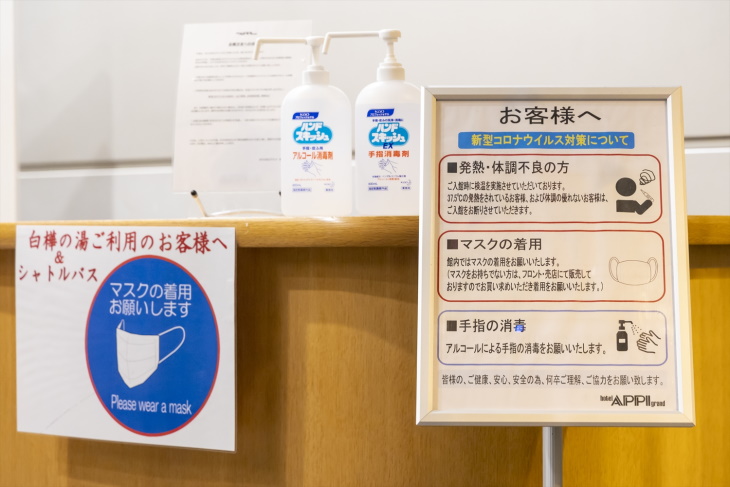 ハンドスキッシュ
アルコール消毒剤
ハンドスキッシュ
EX
手指消毒剤
白樺の湯ご利用のお客様へ
&
シャトルバス
マスクの着用
お願いします
Please wear a mask
お客様へ
新型コロナウイルス対策について
■発熱・体調不良の方
ご入館時に検温を実施させていただいております。
37.5℃の発熱をされているお客様、および体調の優れないお客様は、
ご入館をお断りさせていただきます。
■マスクの着用
館内ではマスクの着用をお願いいたします。
（マスクをお持ちでない方は、フロント・売店にて販売して
おりますのでお買い求めいただき着用をお願いいたします。）
■手指の消毒
アルコールによる手指の消毒をお願いいたします。
皆様の、ご健康、安心、安全の為、何卒ご理解、ご協力をお願い致します。
hotel APPI grand